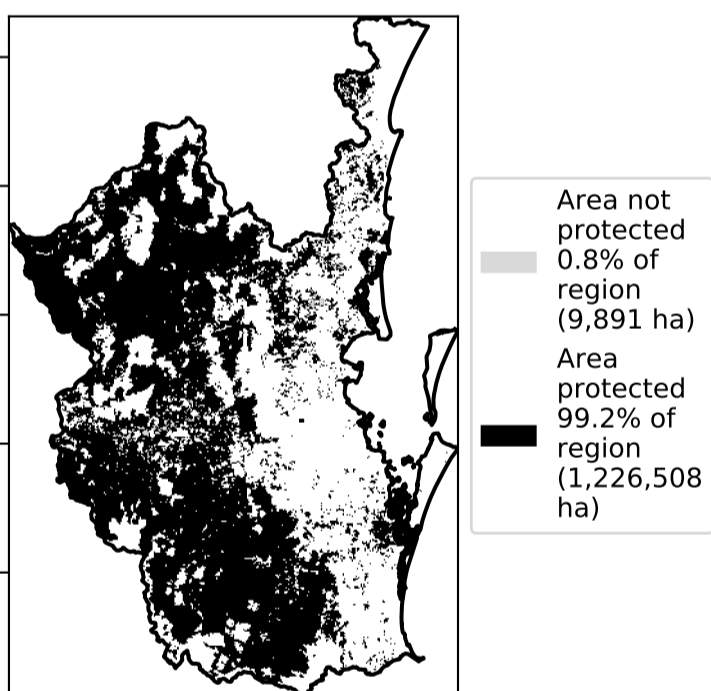 Area not
protected
0.8% of
region
(9,891 ha)
Area
protected
99.2% of
region
(1,226,508
ha)